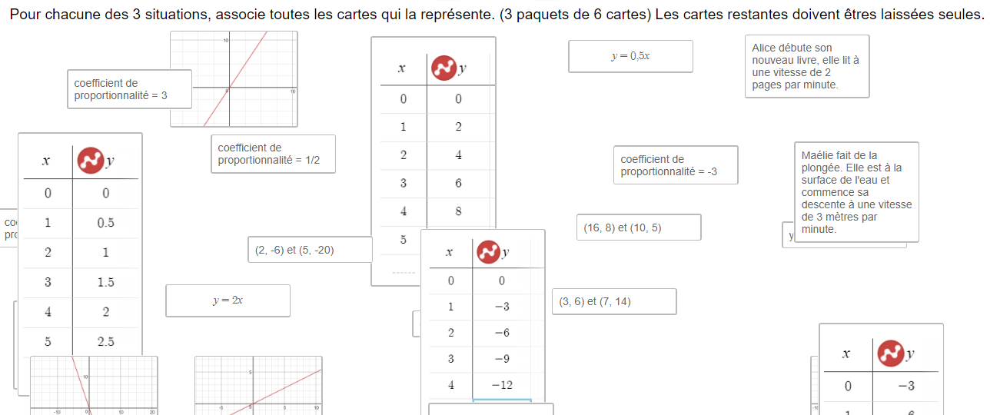 Pour chacune des 3 situations, associe toutes les cartes qui la représente. (3 paquets de 6 cartes) Les cartes restantes doivent êtres laissées seules.
coefficient de
proportionnalité = 3
10
0
10
x y
0 0
1 2
2 4
3 6
4 8
5
y = 0,5x
Alice débute son
nouveau livre, elle lit à
une vitesse de 2
pages par minute.
x y
0 0
1 0.5
2 1
3 1.5
4 2
5 2.5
coefficient de
proportionnalité = 1/2
coefficient de
proportionnalité = -3
Maélie fait de la
plongée. Elle est à la
surface de l'eau et
commence sa
descente à une vitesse
de 3 mètres par
minute.
y
(16, 8) et (10, 5)
(2, -6) et (5, -20)
x y
0 0
1 −3
2 −6
3 −9
4 −12
y = 2x
(3, 6) et (7, 14)
10
-10 0 10 20
5
-5 0 5 10
x y
0 −3